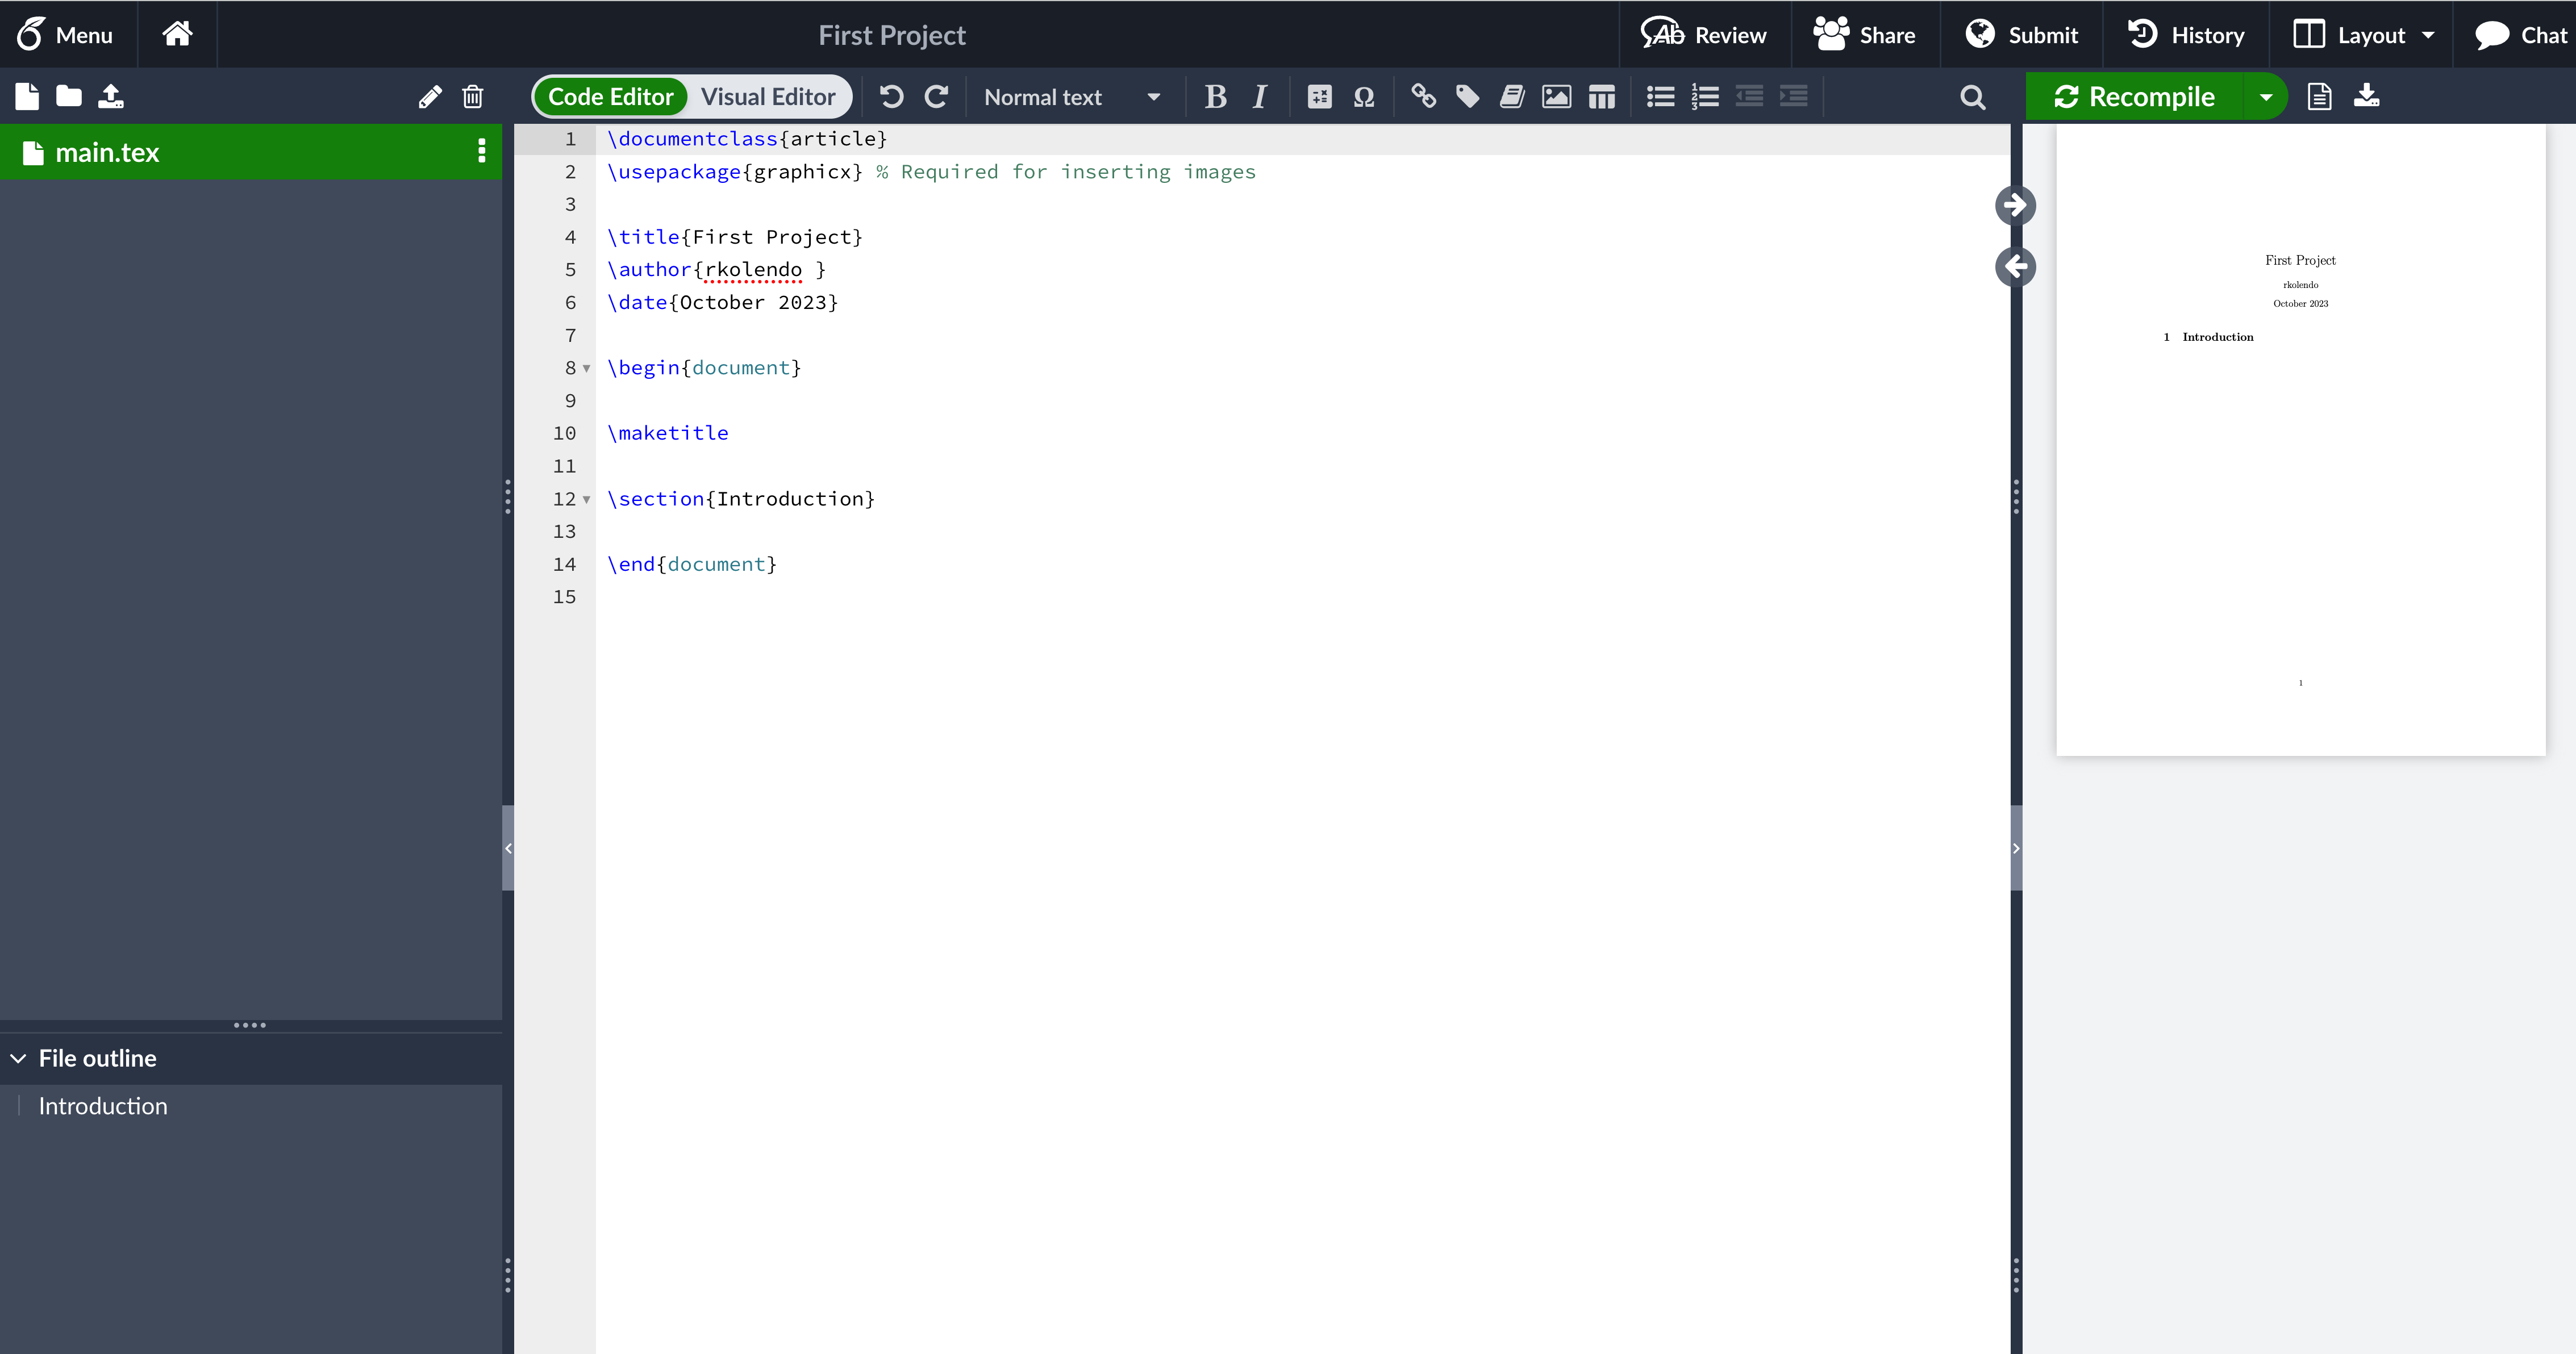 Menu
First Project
Review
Share
Submit
History
Layout
Chat
Code Editor
Visual Editor
Normal text
Recompile
main.tex
1 \documentclass{article}
2 \usepackage{graphicx} % Required for inserting images
3
4 \title{First Project}
5 \author{rkolendo }
6 \date{October 2023}
7
8 \begin{document}
9
10 \maketitle
11
12 \section{Introduction}
13
14 \end{document}
15
First Project
rkolendo
October 2023
1 Introduction
1
File outline
Introduction